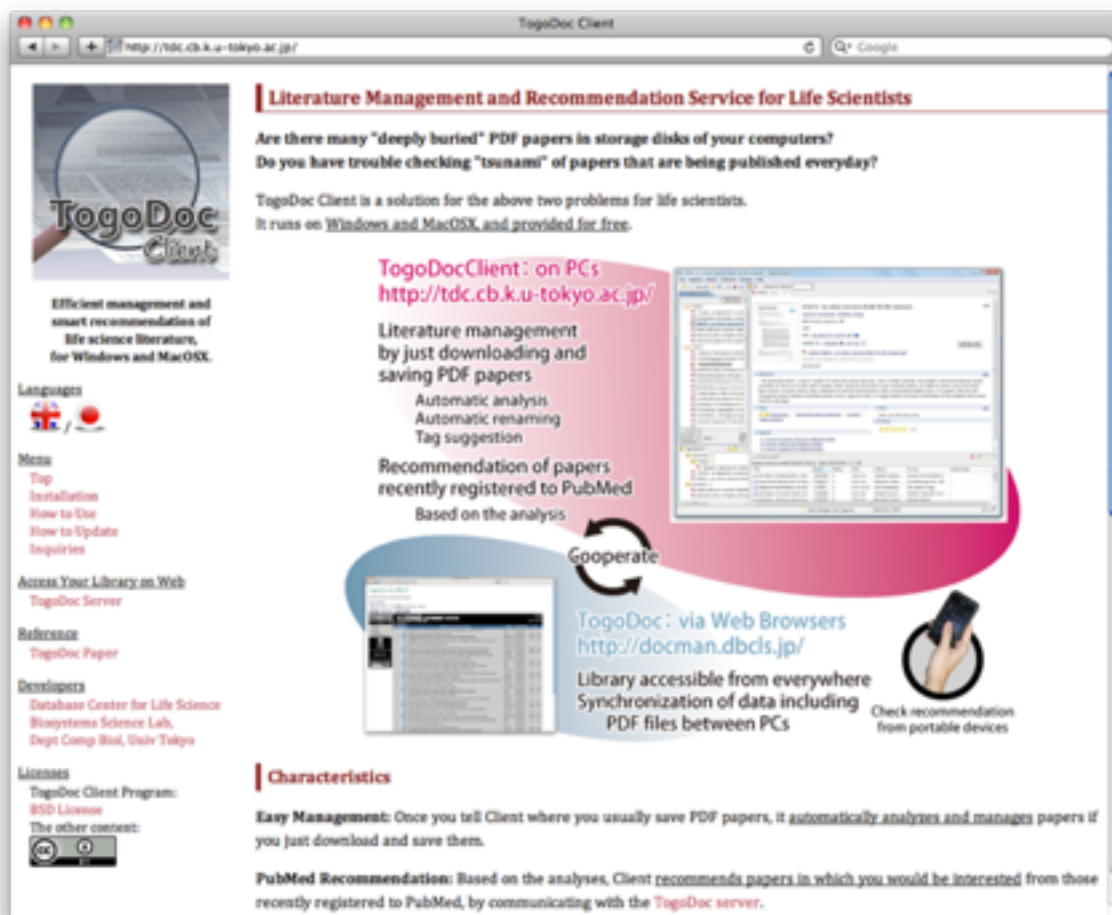 TogoDoc Client
http://tdc.cb.k.u-tokyo.ac.jp/
Google
TogoDoc
Client
Efficient management and
smart recommendation of
life science literature,
for Windows and MacOSX.
Languages
/
Menu
Top
Installation
How to Use
How to Update
Inquiries
Access Your Library on Web
TogoDoc Server
Reference
TogoDoc Paper
Developers
Database Center for Life Science
Biosystems Science Lab,
Dept Comp Biol, Univ Tokyo
Licenses
TogoDoc Client Program:
BSD License
The other content:
cc
BY
Literature Management and Recommendation Service for Life Scientists
Are there many "deeply buried" PDF papers in storage disks of your computers?
Do you have trouble checking "tsunami" of papers that are being published everyday?
TogoDoc Client is a solution for the above two problems for life scientists.
It runs on Windows and MacOSX, and provided for free.
TogoDocClient: on PCs
http://tdc.cb.k.u-tokyo.ac.jp/
Literature management
by just downloading and
saving PDF papers
Automatic analysis
Automatic renaming
Tag suggestion
Recommendation of papers
recently registered to PubMed
Based on the analysis
Cooperate
TogoDoc: via Web Browsers
http://docman.dbcls.jp/
Library accessible from everywhere
Synchronization of data including
PDF files between PCs
Check recommendation
from portable devices
Characteristics
Easy Management: Once you tell Client where you usually save PDF papers, it automatically analyzes and manages papers if
you just download and save them.
PubMed Recommendation: Based on the analyses, Client recommends papers in which you would be interested from those
recently registered to PubMed, by communicating with the TogoDoc server.